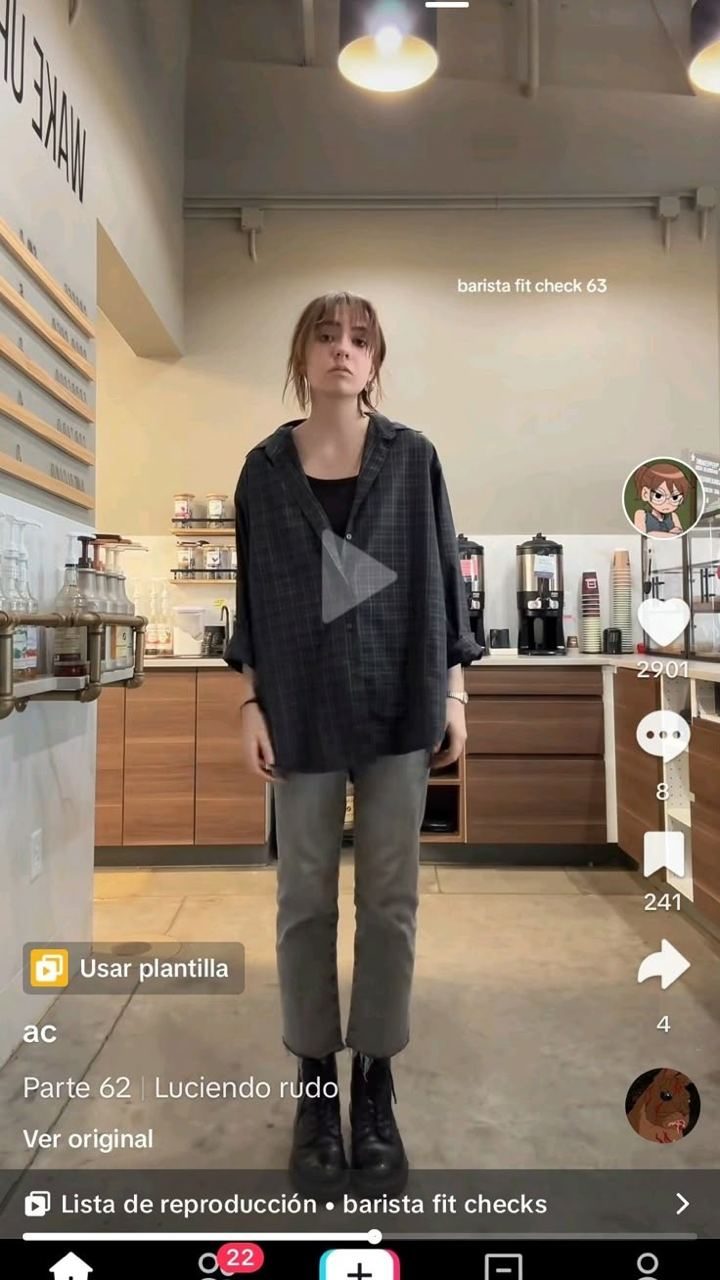 WAKE UP
barista fit check 63
2901
8
241
4
Usar plantilla
ac
Parte 62 | Luciendo rudo
Ver original
Lista de reproducción • barista fit checks
22